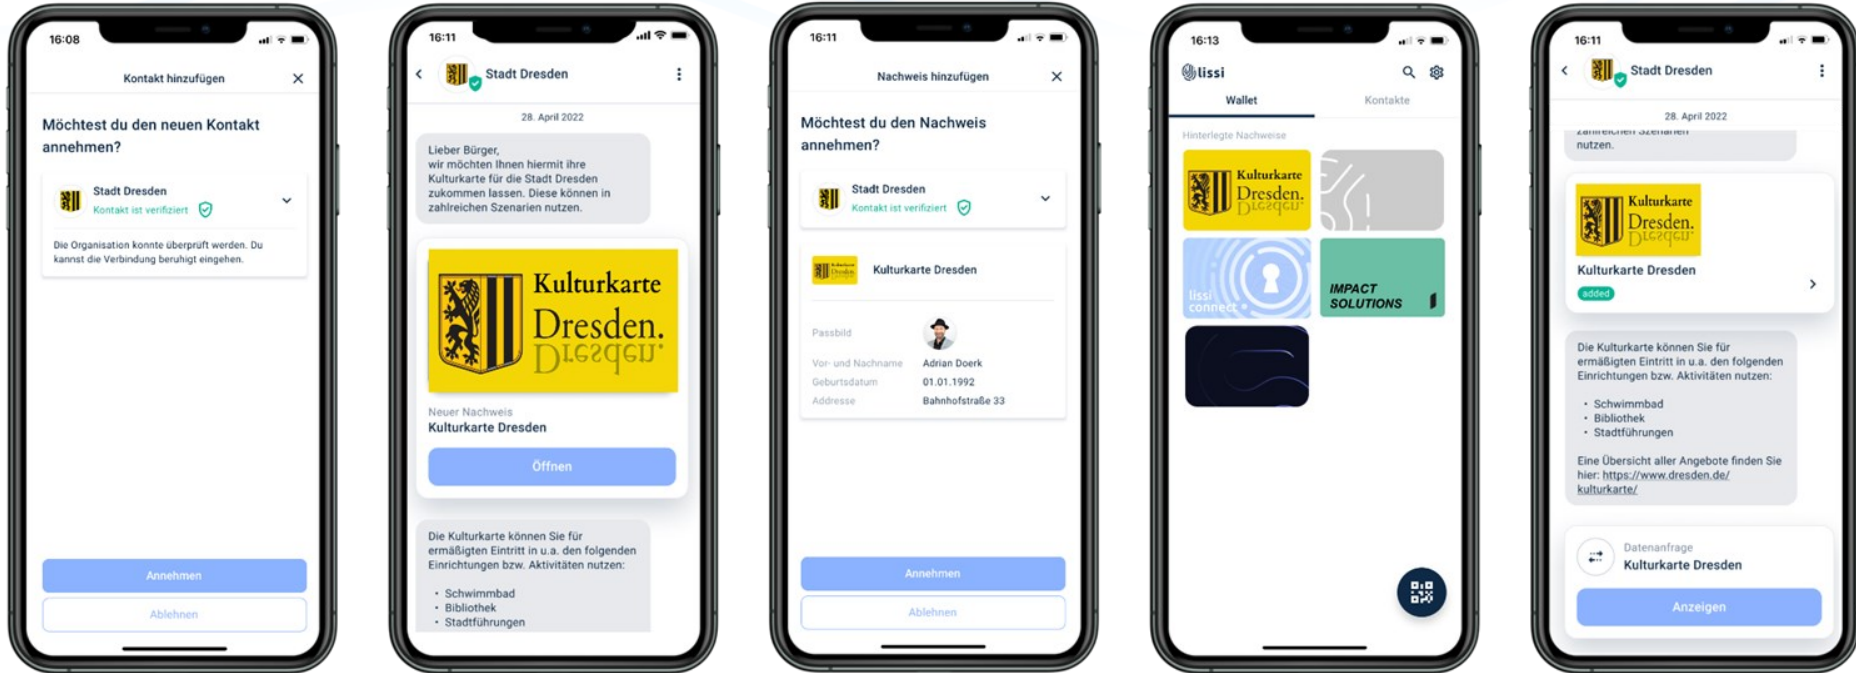 16:08
Kontakt hinzufügen
Möchtest du den neuen Kontakt
annehmen?
Stadt Dresden
Kontakt ist verifiziert
Die Organisation konnte überprüft werden. Du
kannst die Verbindung beruhigt eingehen.
Annehmen
Ablehnen
16:11
Stadt Dresden
28. April 2022
Lieber Bürger,
wir möchten Ihnen hiermit ihre
Kulturkarte für die Stadt Dresden
zukommen lassen. Diese können in
zahlreichen Szenarien nutzen.
Kulturkarte
Dresden.
Dresden.
Neuer Nachweis
Kulturkarte Dresden
Öffnen
Die Kulturkarte können Sie für
ermäßigten Eintritt in u.a. den folgenden
Einrichtungen bzw. Aktivitäten nutzen:
• Schwimmbad
• Bibliothek
• Stadtführungen
16:11
Nachweis hinzufügen
Möchtest du den Nachweis
annehmen?
Stadt Dresden
Kontakt ist verifiziert
Kulturkarte Dresden
Passbild
Vor- und Nachname Adrian Doerk
Geburtsdatum 01.01.1992
Addresse Bahnhofstraße 33
Annehmen
Ablehnen
16:13
lissi
Wallet Kontakte
Hinterlegte Nachweise
Kulturkarte
Dresden.
Dresden.
lissi
connect
IMPACT
SOLUTIONS
16:11
Stadt Dresden
28. April 2022
zahlreichen Szenarien
nutzen.
Kulturkarte
Dresden.
Dresden.
Kulturkarte Dresden
added
Die Kulturkarte können Sie für
ermäßigten Eintritt in u.a. den folgenden
Einrichtungen bzw. Aktivitäten nutzen:
• Schwimmbad
• Bibliothek
• Stadtführungen
Eine Übersicht aller Angebote finden Sie
hier: https://www.dresden.de/
kulturkarte/
Datenanfrage
Kulturkarte Dresden
Anzeigen